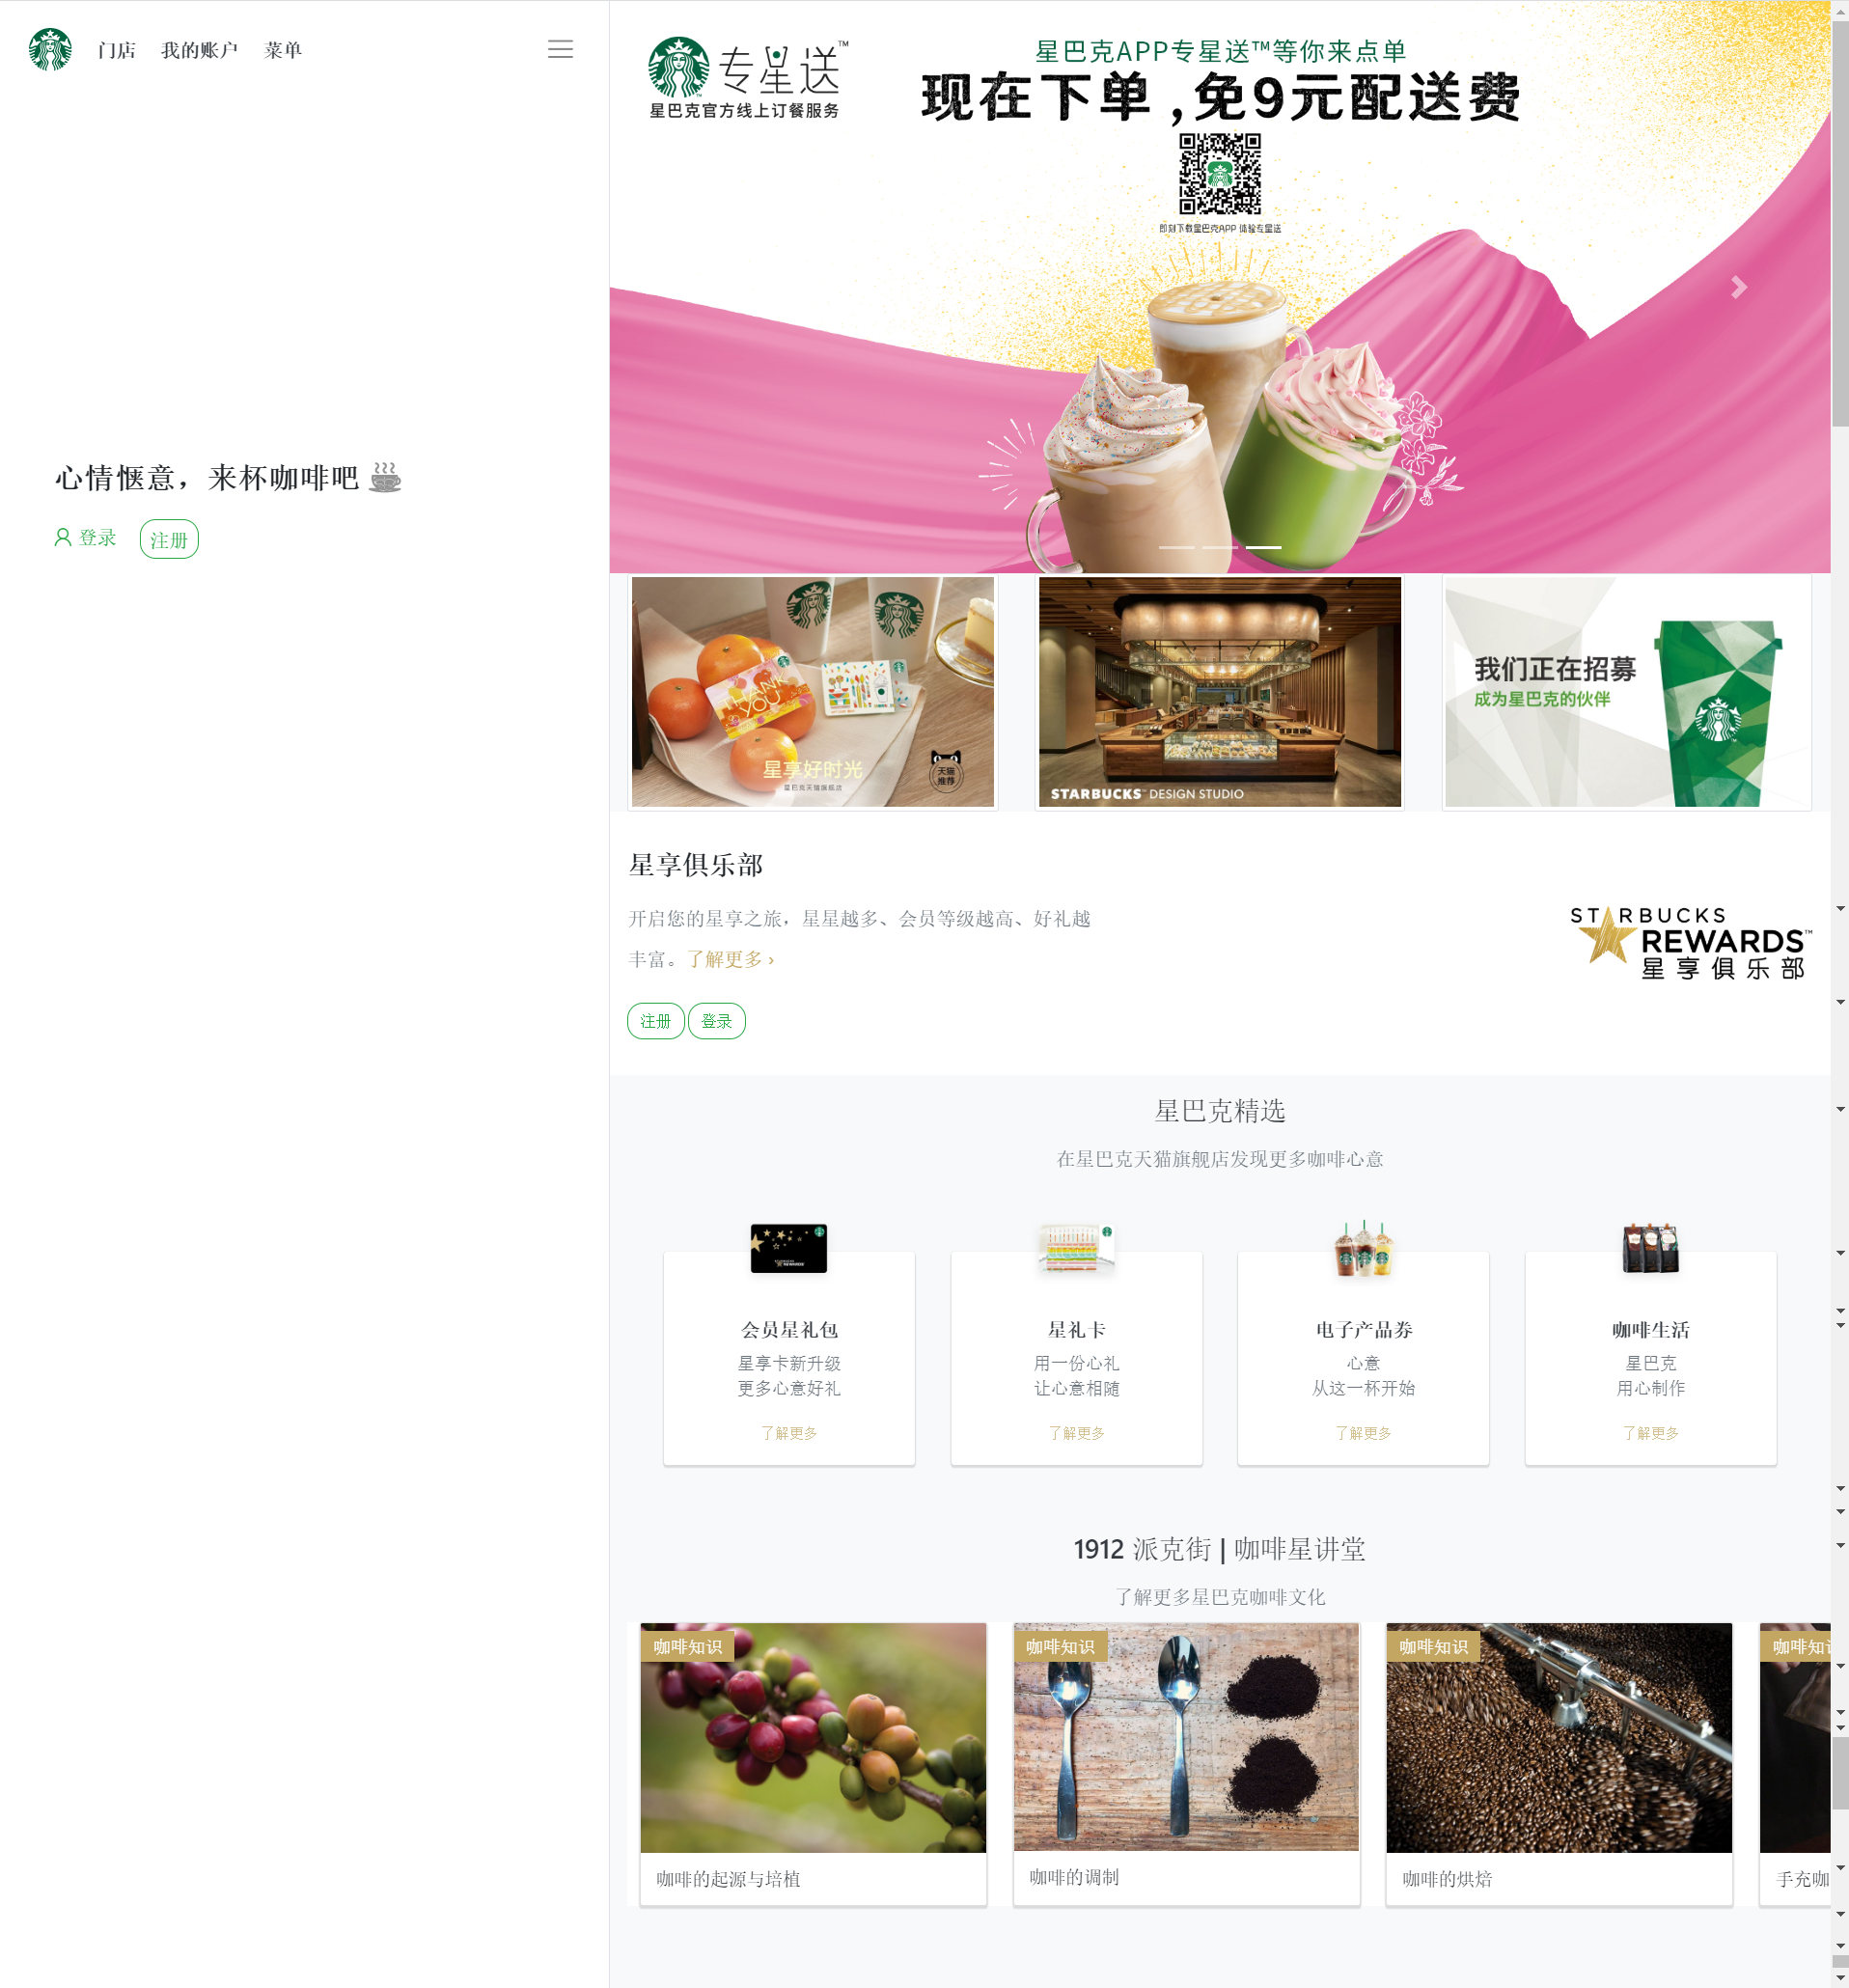 门店 我的账户 菜单
心情惬意，来杯咖啡吧
登录 注册
专星送™
星巴克官方线上订餐服务
星巴克APP专星送™等你来点单
现在下单,免9元配送费
即刻下载星巴克APP 体验专星送
THANK YOU
星享好时光
星巴克天猫旗舰店
天猫
推荐
STARBUCKS™ DESIGN STUDIO
我们正在招募
成为星巴克的伙伴
星享俱乐部
开启您的星享之旅，星星越多、会员等级越高、好礼越
丰富。了解更多 ›
STARBUCKS
REWARDS™
星享俱乐部
注册 登录
星巴克精选
在星巴克天猫旗舰店发现更多咖啡心意
会员星礼包
星享卡新升级
更多心意好礼
了解更多
星礼卡
用一份心礼
让心意相随
了解更多
电子产品券
心意
从这一杯开始
了解更多
咖啡生活
星巴克
用心制作
了解更多
1912 派克街 | 咖啡星讲堂
了解更多星巴克咖啡文化
咖啡知识
咖啡的起源与培植
咖啡知识
咖啡的调制
咖啡知识
咖啡的烘焙
咖啡知
手充咖